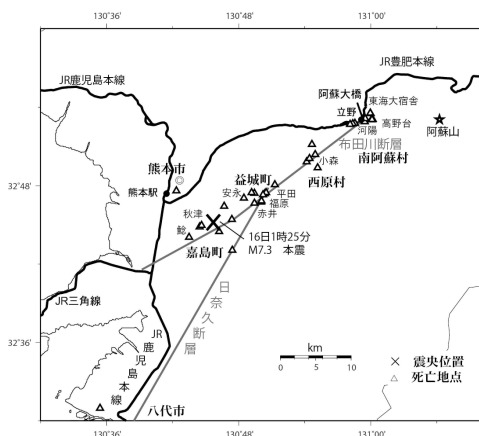 130°36' 130°48' 131°00'
JR鹿児島本線
JR豊肥本線
阿蘇大橋
東海大宿舎
立野
河陽
高野台
阿蘇山
布田川断層
南阿蘇村
小森
西原村
熊本市
熊本駅
32°48'
益城町
安永
平田
福原
赤井
秋津
鯰
嘉島町
16日1時25分
M7.3 本震
日奈久断層
JR三角線
32°36'
JR鹿児島本線
八代市
km
0 5 10
震央位置
死亡地点
130°36' 130°48' 131°00'